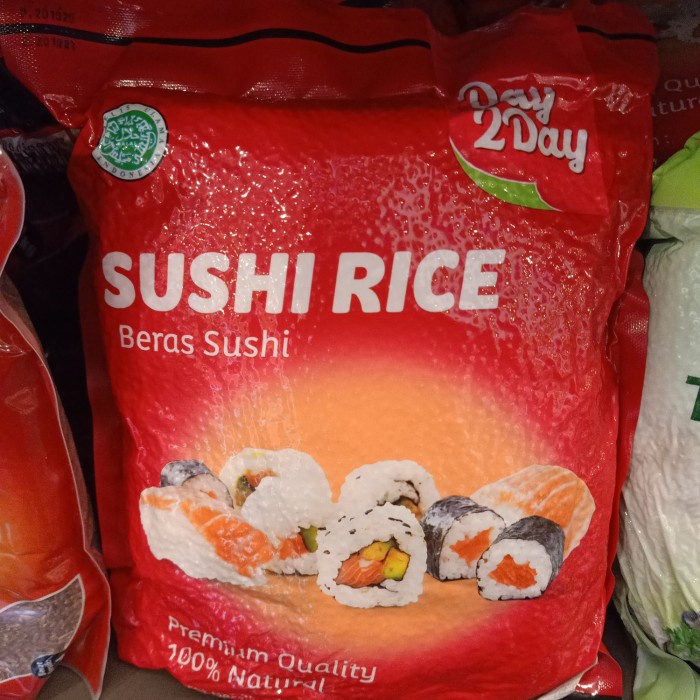 Day
2Day
SUSHI RICE
Beras Sushi
Premium Quality
100% Natural